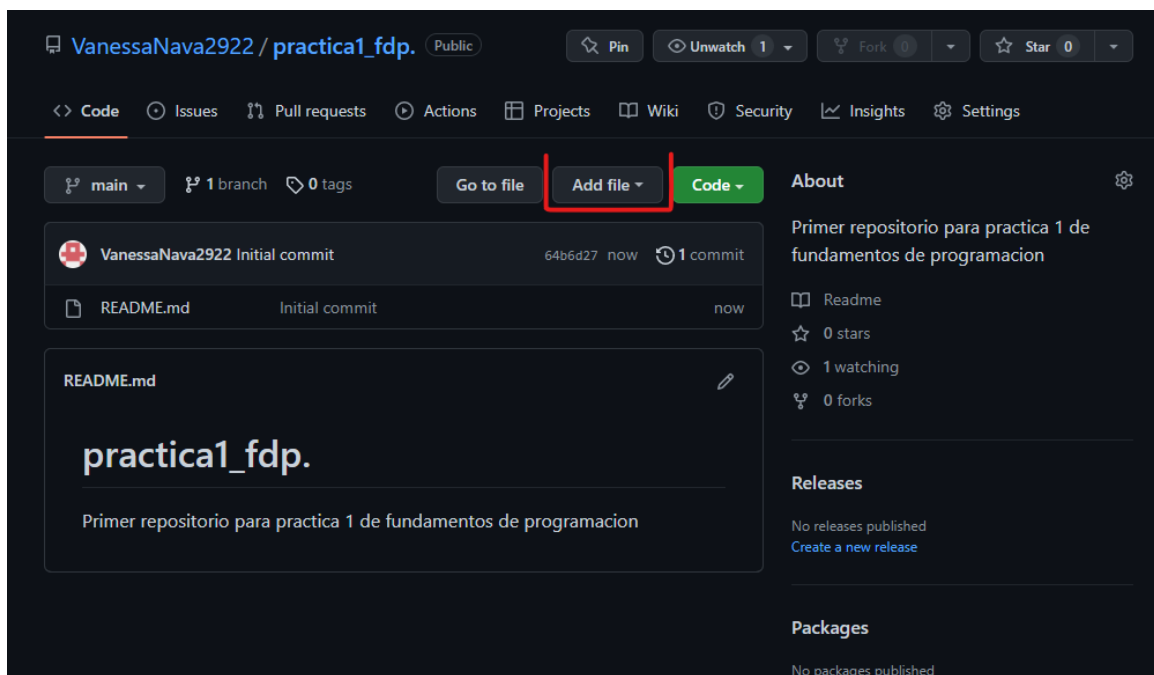 VanessaNava2922 / practica1_fdp. Public Pin Unwatch 1 Fork 0 Star 0
<> Code Issues Pull requests Actions Projects Wiki Security Insights Settings
main 1 branch 0 tags Go to file Add file Code
VanessaNava2922 Initial commit 64b6d27 now 1 commit
README.md Initial commit now
README.md
practica1_fdp.
Primer repositorio para practica 1 de fundamentos de programacion
About
Primer repositorio para practica 1 de
fundamentos de programacion
Readme
0 stars
1 watching
0 forks
Releases
No releases published
Create a new release
Packages
No packages published